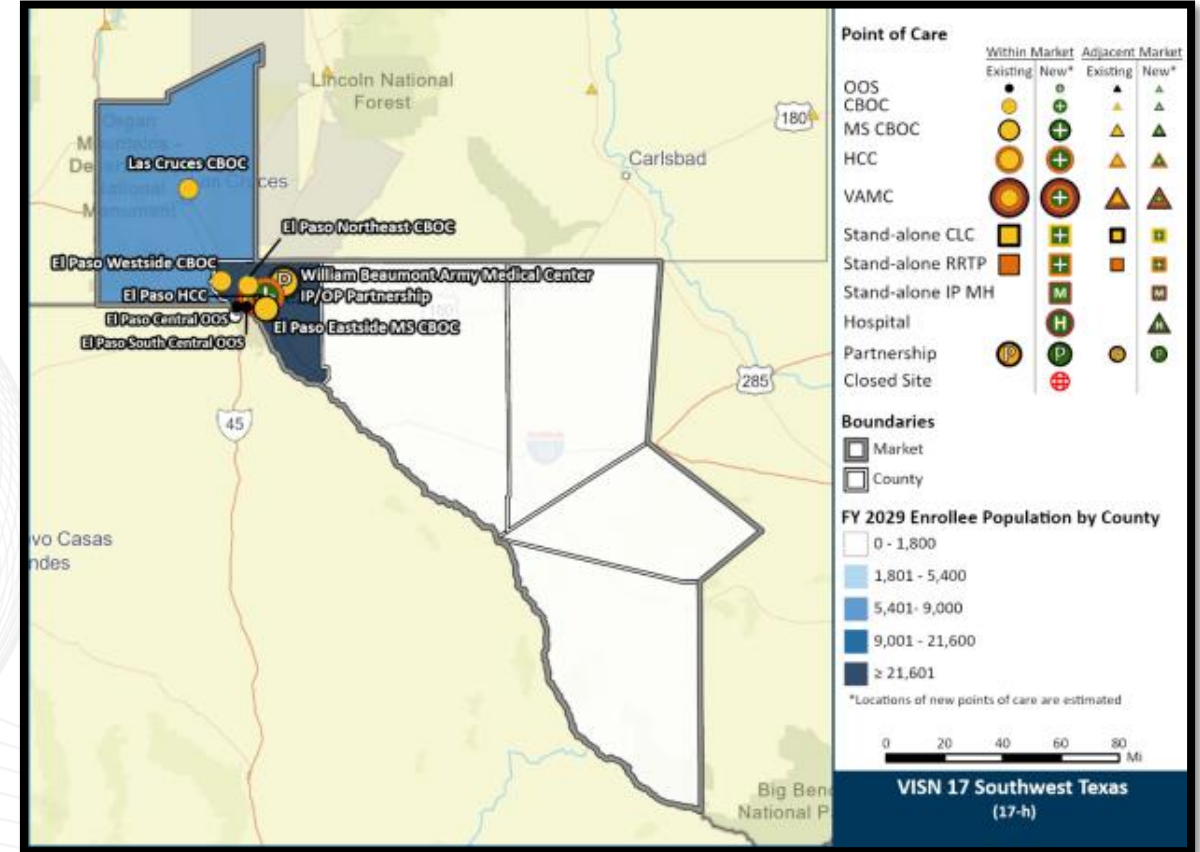 Lincoln National
Forest
180
Carlsbad
Las Cruces CBOC
El Paso Northeast CBOC
El Paso Westside CBOC
P
William Beaumont Army Medical Center
El Paso HCC
IP/OP Partnership
El Paso Central OOS
El Paso Eastside MS CBOC
El Paso South Central OOS
285
45
Big Bend
National P
Point of Care
Within Market Adjacent Market
Existing New* Existing New*
OOS
CBOC
MS CBOC
HCC
VAMC
Stand-alone CLC
Stand-alone RRTP
Stand-alone IP MH M M
Hospital H H
Partnership P P P
Closed Site
Boundaries
Market
County
FY 2029 Enrollee Population by County
0 - 1,800
1,801 - 5,400
5,401- 9,000
9,001 - 21,600
≥ 21,601
*Locations of new points of care are estimated
0 20 40 60 80
Mi
VISN 17 Southwest Texas
(17-h)